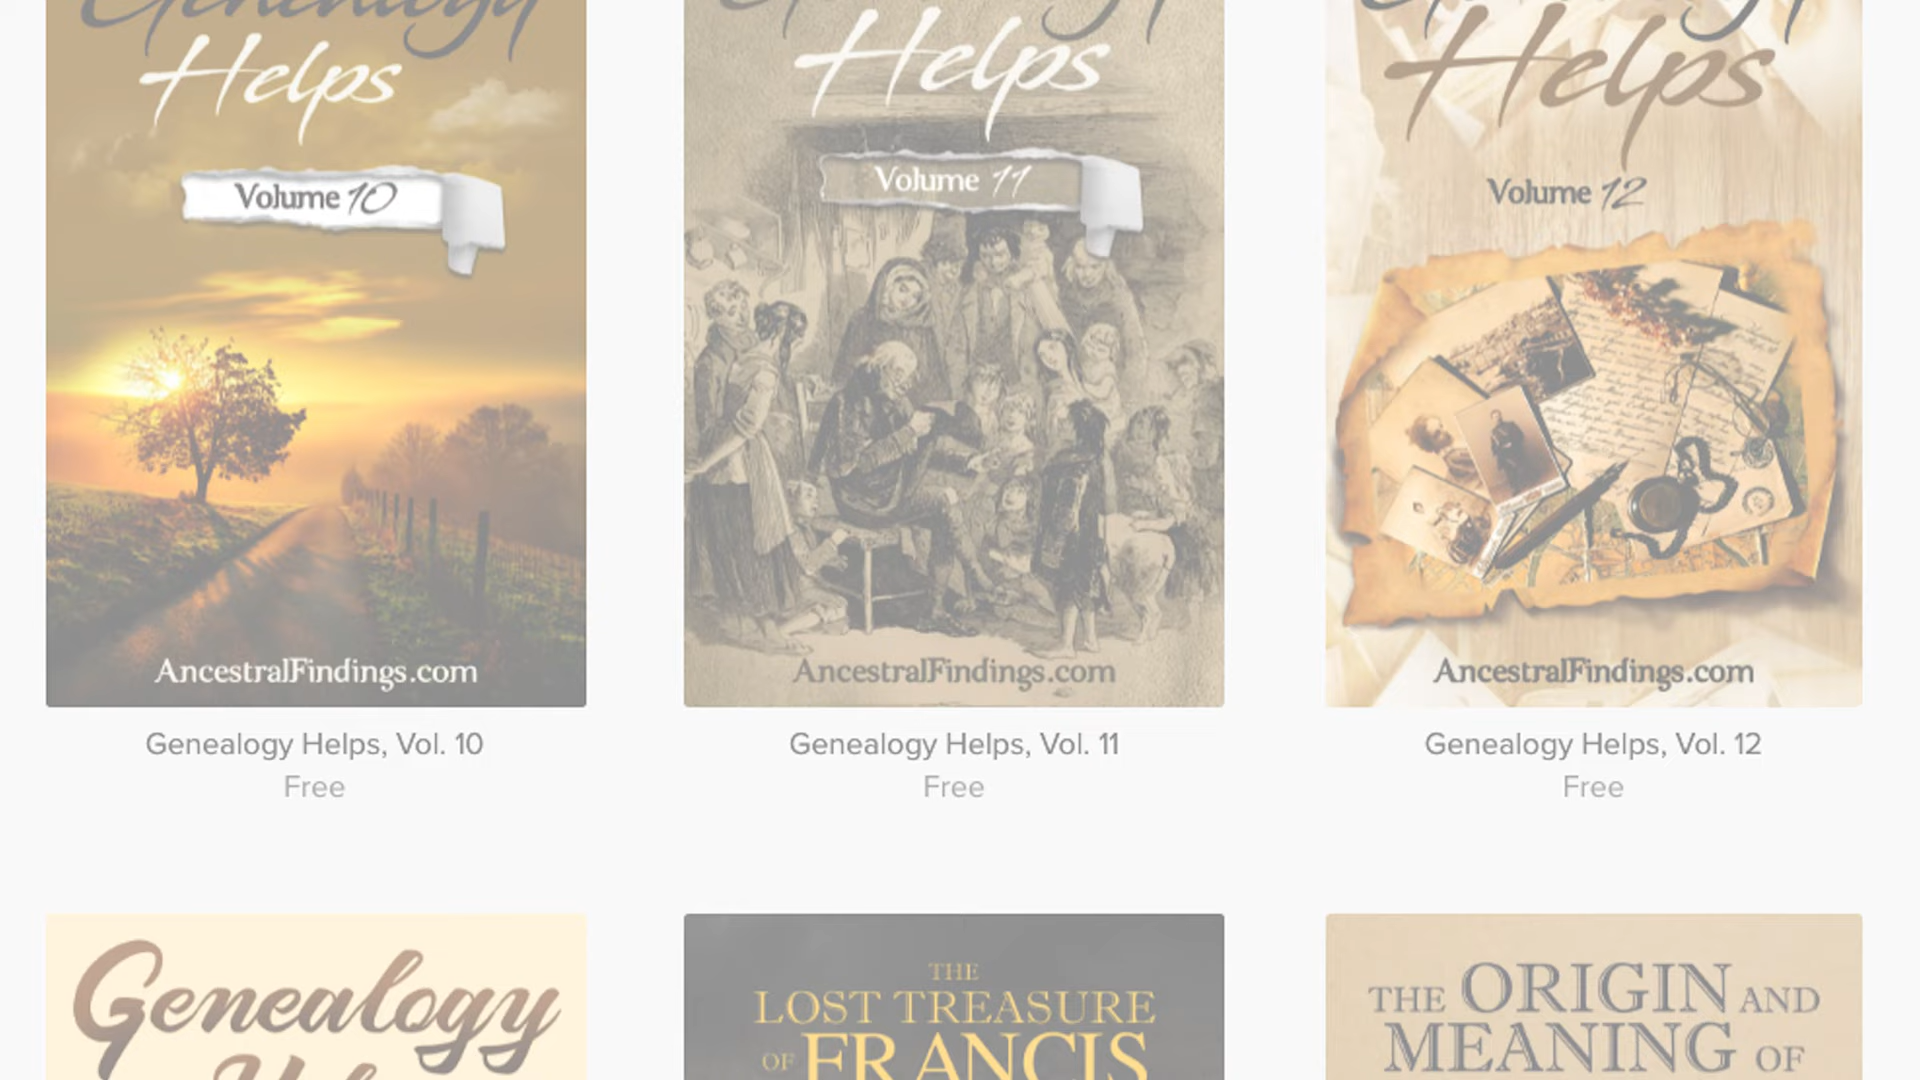 Genealogy
Helps
Volume 10
AncestralFindings.com
Genealogy Helps, Vol. 10
Free
Helps
Volume 11
AncestralFindings.com
Genealogy Helps, Vol. 11
Free
Helps
Volume 12
AncestralFindings.com
Genealogy Helps, Vol. 12
Free
Genealogy
THE
LOST TREASURE
OF FRANCIS
THE ORIGIN AND
MEANING OF